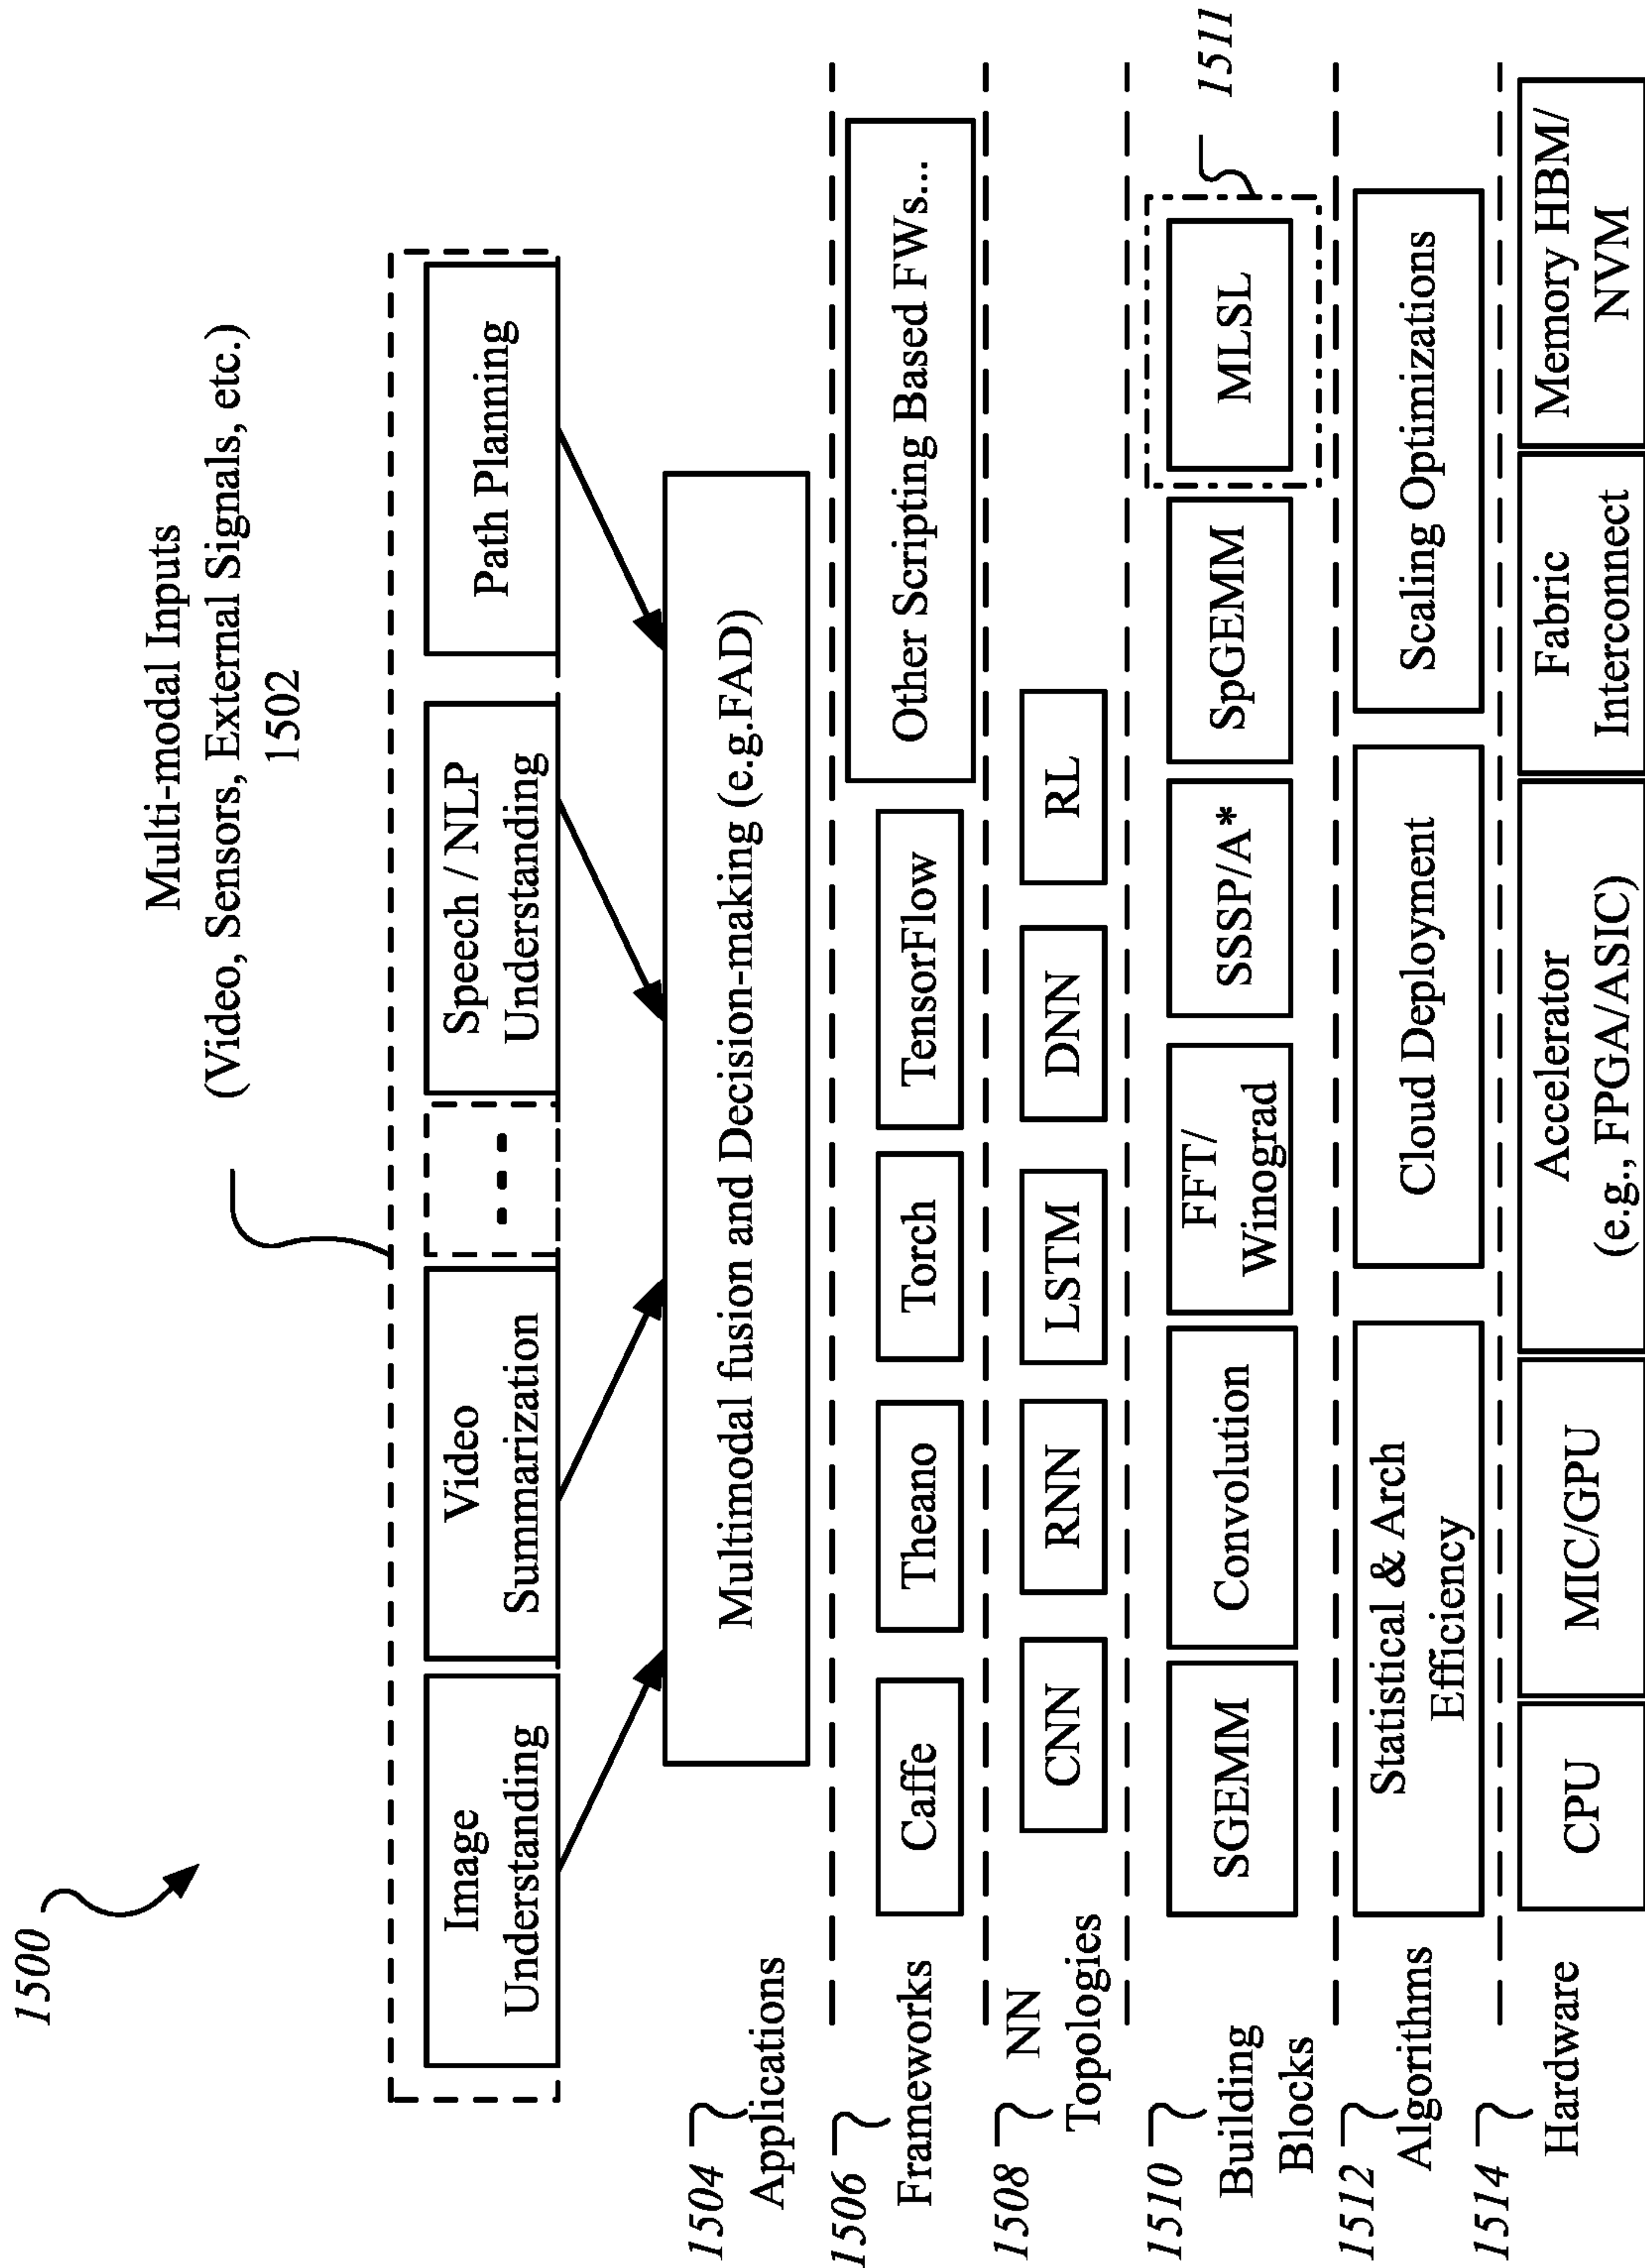 1500
Multi-modal Inputs
(Video, Sensors, External Signals, etc.)
1502
Image
Understanding
Video
Summarization
...
Speech / NLP
Understanding
Path Planning
1504
Applications
Multimodal fusion and Decision-making (e.g.FAD)
1506
Frameworks
Caffe
Theano
Torch
TensorFlow
Other Scripting Based FWs...
1508
NN
Topologies
CNN
RNN
LSTM
DNN
RL
1510
Building
Blocks
SGEMM
Convolution
FFT/
Winograd
SSSP/A*
SpGEMM
MLSL
1511
1512
Algorithms
Statistical & Arch
Efficiency
Cloud Deployment
Scaling Optimizations
1514
Hardware
CPU
MIC/GPU
Accelerator
(e.g., FPGA/ASIC)
Fabric
Interconnect
Memory HBM/
NVM